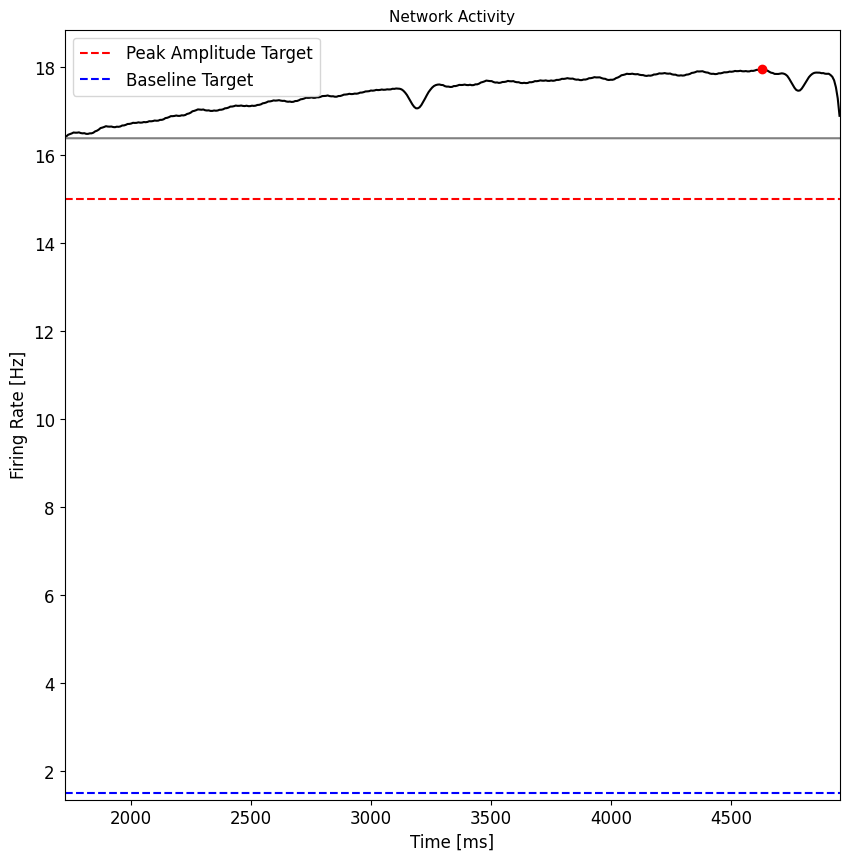 Network Activity
Peak Amplitude Target
Baseline Target
18
16
14
12
10
8
6
4
2
Firing Rate [Hz]
2000 2500 3000 3500 4000 4500
Time [ms]